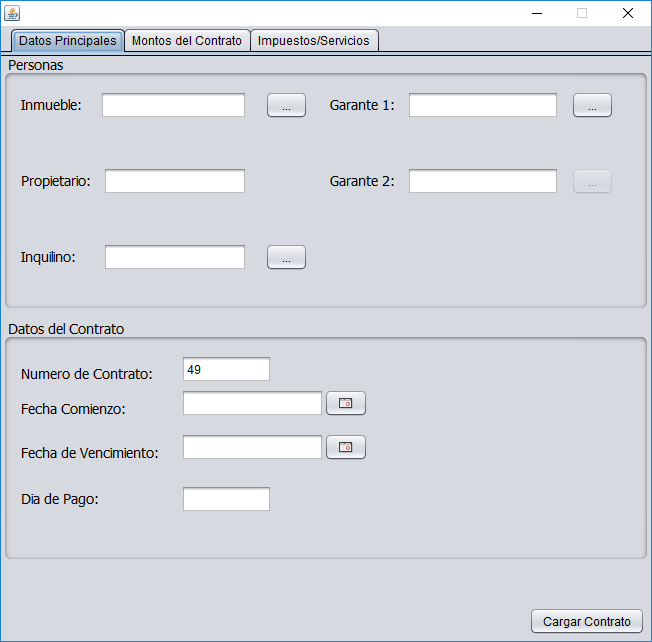 Datos Principales Montos del Contrato Impuestos/Servicios
Personas
Inmueble: ... Garante 1: ...
Propietario: Garante 2: ...
Inquilino: ...
Datos del Contrato
Numero de Contrato: 49
Fecha Comienzo:
Fecha de Vencimiento:
Dia de Pago:
Cargar Contrato